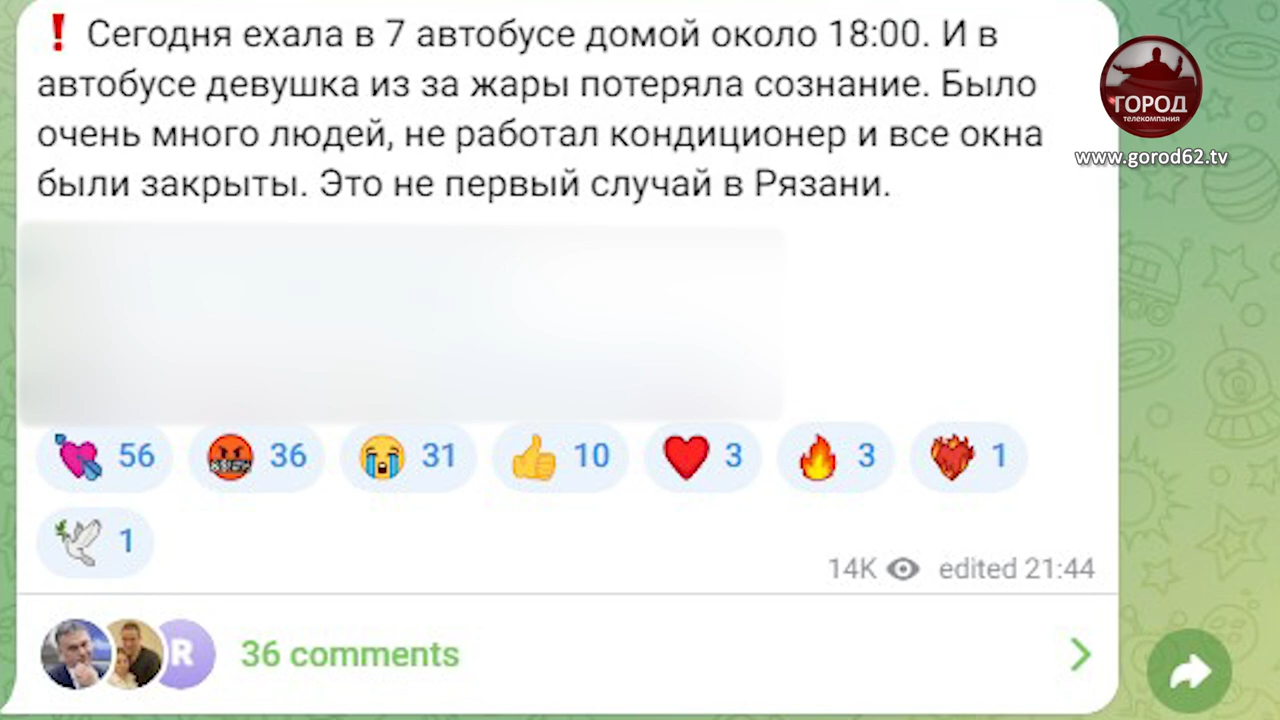 ❗ Сегодня ехала в 7 автобусе домой около 18:00. И в
автобусе девушка из за жары потеряла сознание. Было
очень много людей, не работал кондиционер и все окна
были закрыты. Это не первый случай в Рязани.
ГОРОД
телекомпания
www.gorod62.tv
56 36 31 10 3 3 1
1
14K edited 21:44
R 36 comments